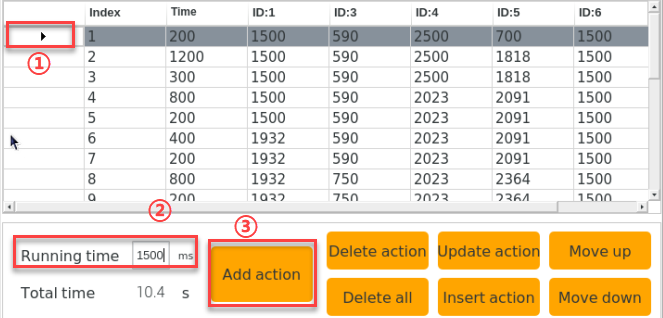 Index Time ID:1 ID:3 ID:4 ID:5 ID:6
1 200 1500 590 2500 700 1500
① 2 1200 1500 590 2500 1818 1500
3 300 1500 590 2500 1818 1500
4 800 1500 590 2023 2091 1500
5 200 1500 590 2023 2091 1500
6 400 1932 590 2023 2091 1500
7 200 1932 590 2023 2091 1500
8 800 1932 750 2023 2364 1500
9 200 1932 750 2023 2364 1500
②
③
Running time 1500 ms
Add action
Delete action Update action Move up
Total time 10.4 s
Delete all Insert action Move down